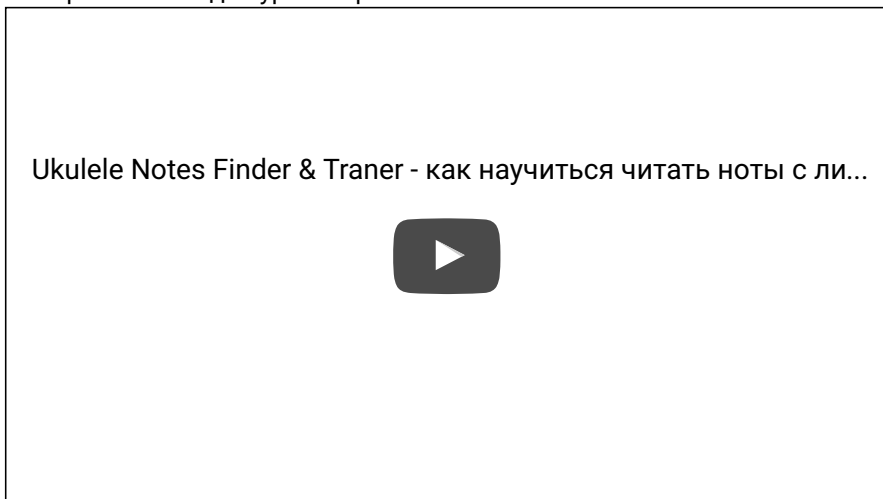 Ukulele Notes Finder & Traner - как научиться читать ноты с ли...